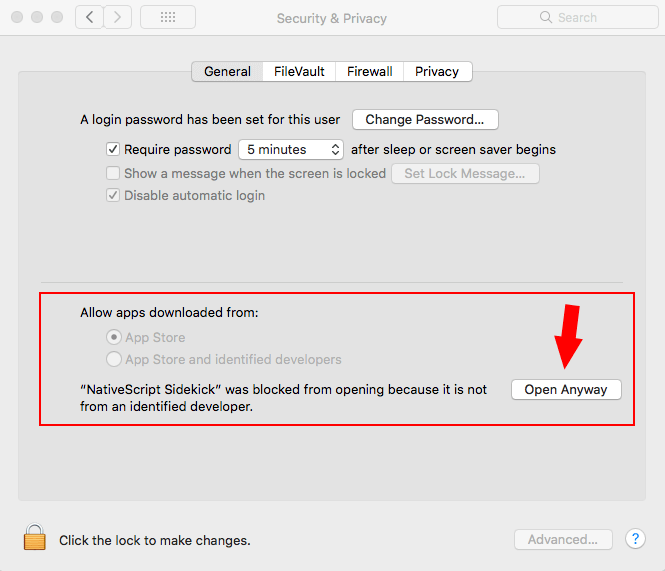 Security & Privacy
Search
General FileVault Firewall Privacy
A login password has been set for this user Change Password...
Require password 5 minutes after sleep or screen saver begins
Show a message when the screen is locked Set Lock Message...
Disable automatic login
Allow apps downloaded from:
App Store
App Store and identified developers
“NativeScript Sidekick” was blocked from opening because it is not
from an identified developer.
Open Anyway
Click the lock to make changes.
Advanced...
?